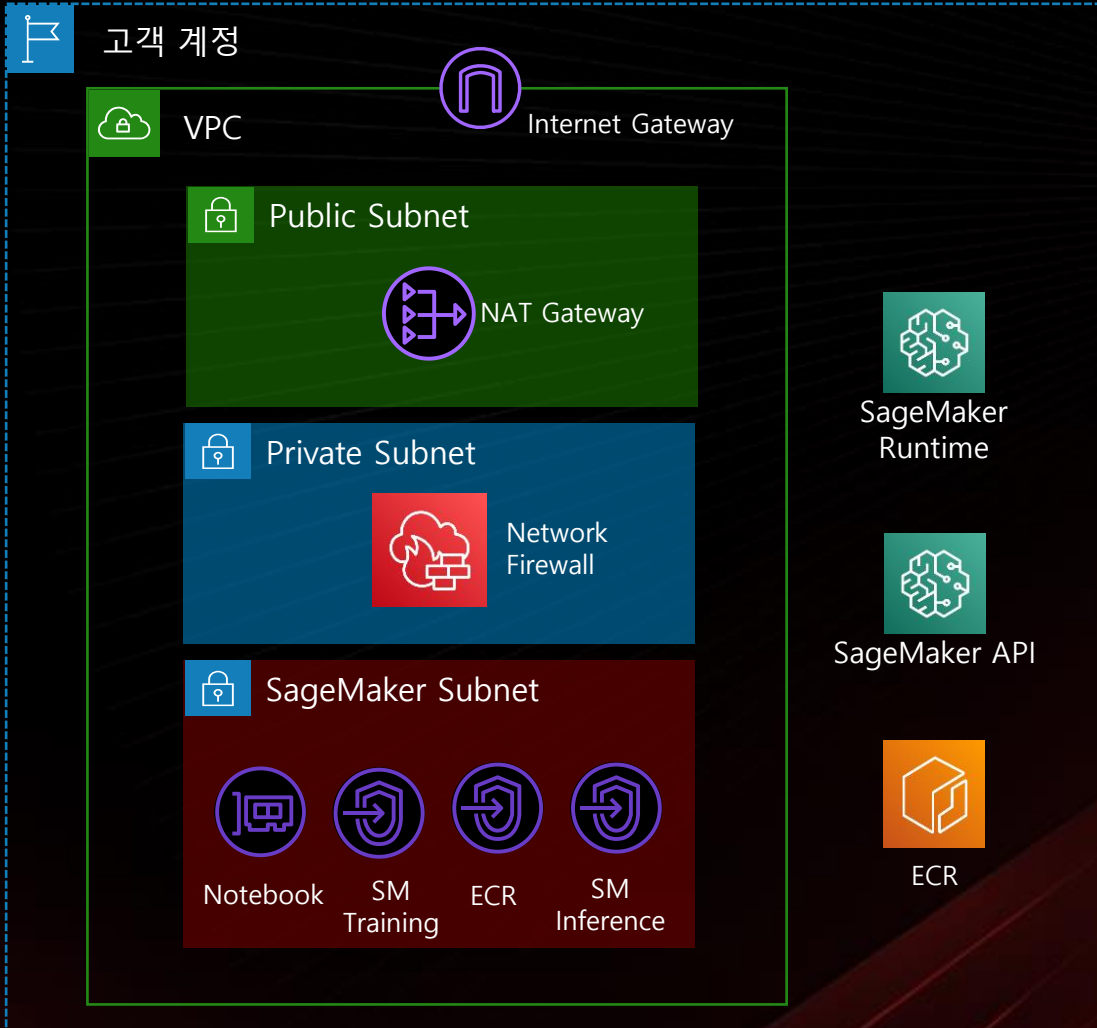 고객 계정
VPC
Internet Gateway
Public Subnet
NAT Gateway
Private Subnet
Network
Firewall
SageMaker Subnet
Notebook
SM
Training
ECR
SM
Inference
SageMaker
Runtime
SageMaker API
ECR